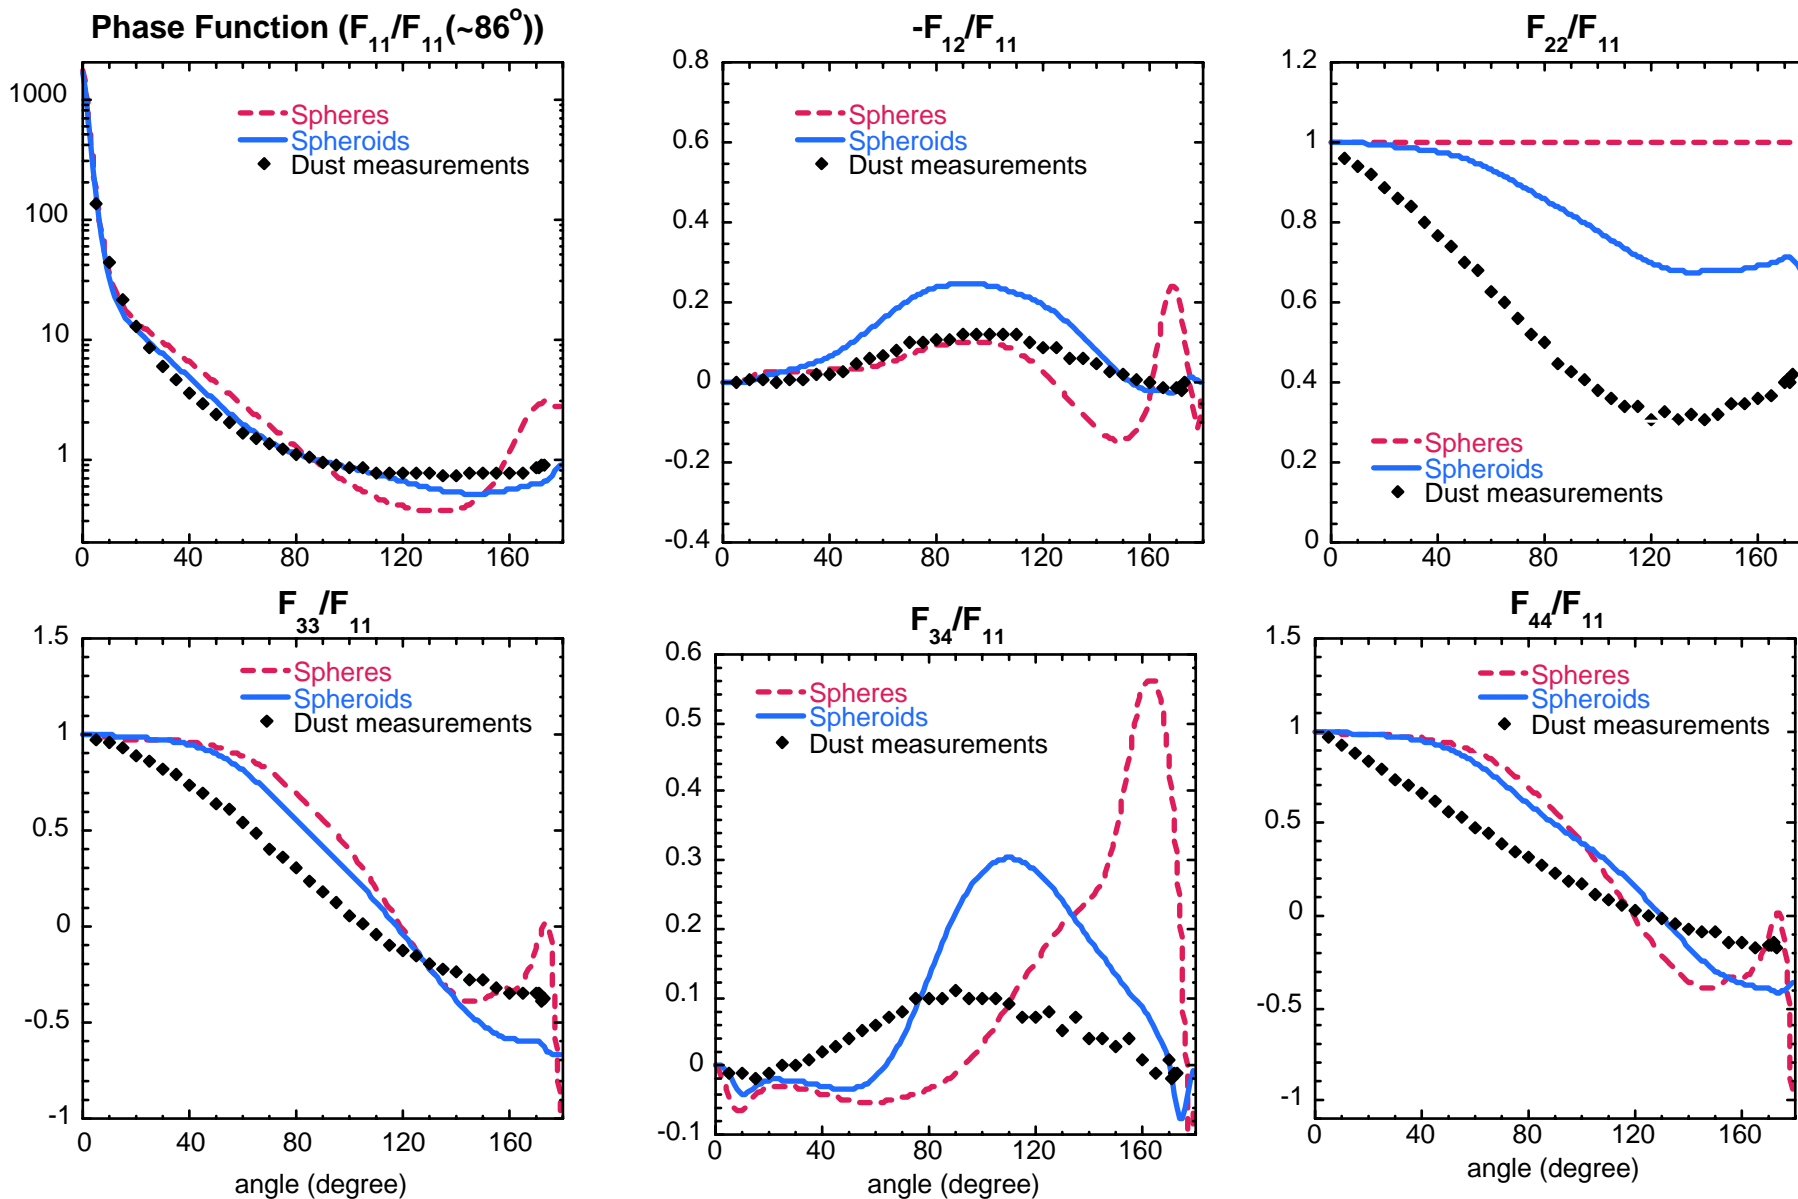 Phase Function (F11/F11(~86o))
1000
100
10
1
0 40 80 120 160
Spheres
Spheroids
Dust measurements
-F12/F11
0.8
0.6
0.4
0.2
0
-0.2
-0.4
0 40 80 120 160
Spheres
Spheroids
Dust measurements
F22/F11
1.2
1
0.8
0.6
0.4
0.2
0
0 40 80 120 160
Spheres
Spheroids
Dust measurements
F33/F11
1.5
1
0.5
0
-0.5
-1
0 40 80 120 160
angle (degree)
Spheres
Spheroids
Dust measurements
F34/F11
0.6
0.5
0.4
0.3
0.2
0.1
0
-0.1
0 40 80 120 160
angle (degree)
Spheres
Spheroids
Dust measurements
F44/F11
1.5
1
0.5
0
-0.5
-1
0 40 80 120 160
angle (degree)
Spheres
Spheroids
Dust measurements